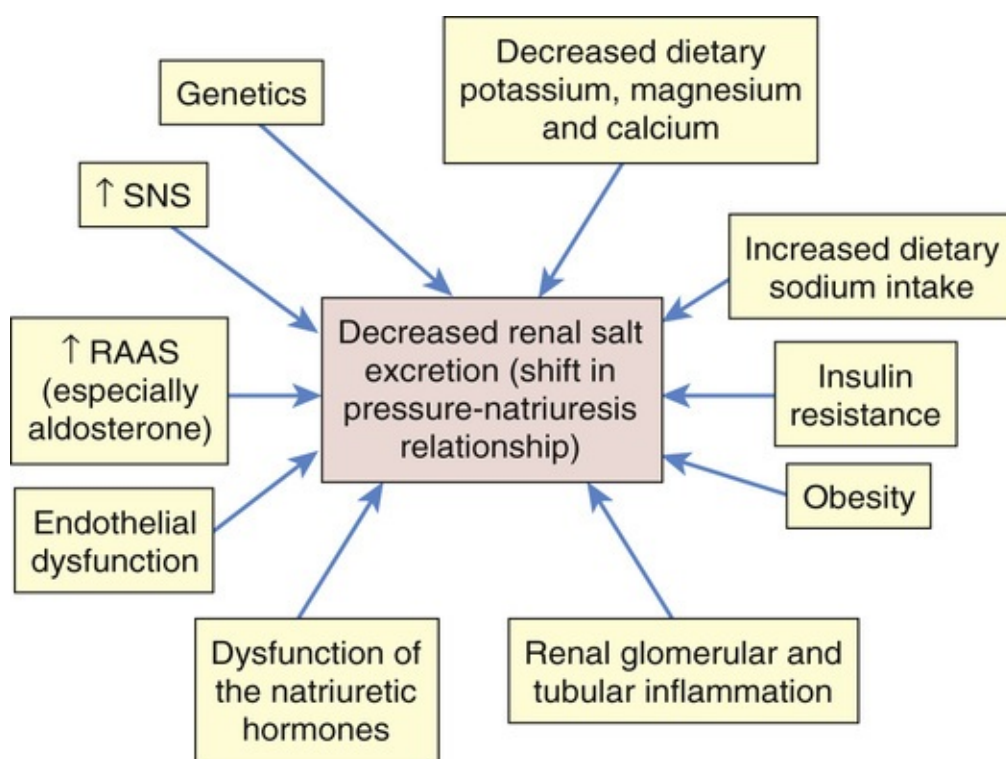 Genetics
Decreased dietary
potassium, magnesium
and calcium
↑ SNS
Increased dietary
sodium intake
↑ RAAS
(especially
aldosterone)
Decreased renal salt
excretion (shift in
pressure-natriuresis
relationship)
Insulin
resistance
Obesity
Endothelial
dysfunction
Dysfunction of
the natriuretic
hormones
Renal glomerular and
tubular inflammation